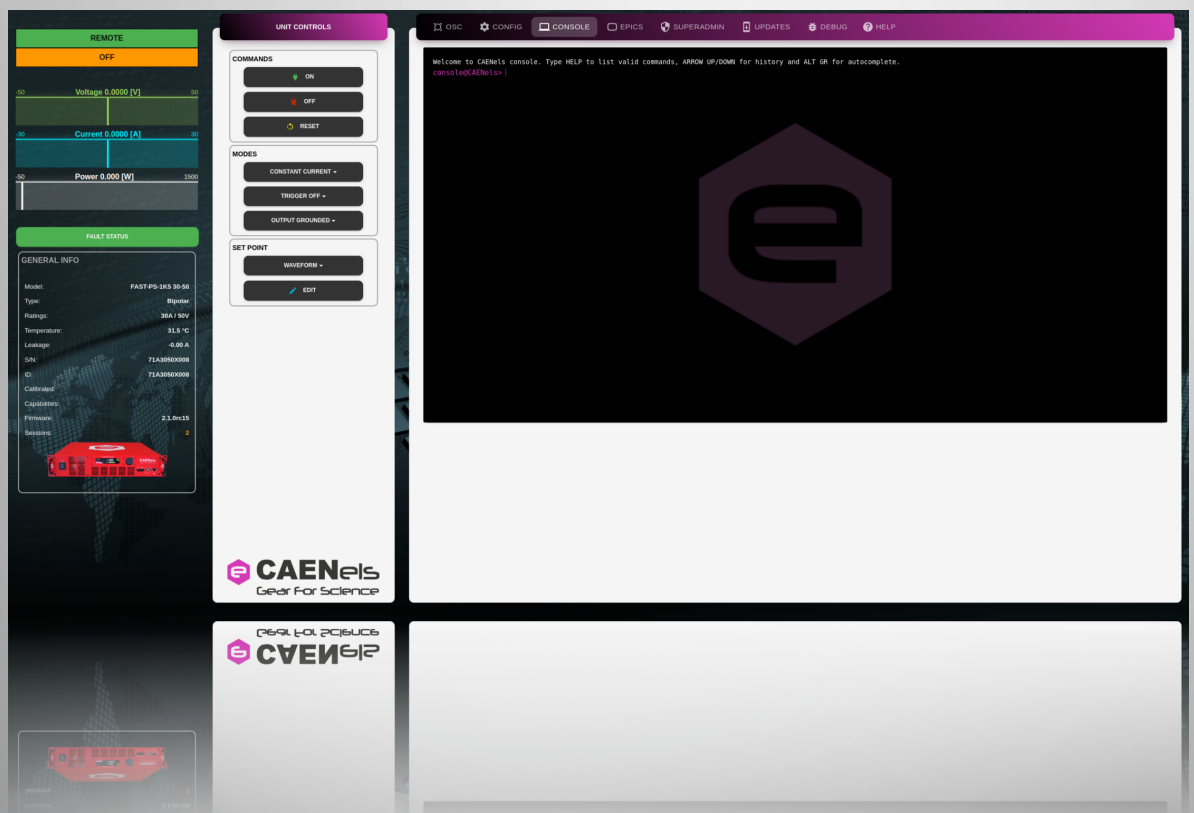 REMOTE
OFF
-50 Voltage 0.0000 [V] 50
-30 Current 0.0000 [A] 30
-50 Power 0.000 [W] 1500
FAULT STATUS
GENERAL INFO
Model: FAST-PS-1K5 30-50
Type: Bipolar
Ratings: 30A / 50V
Temperature: 31.5 °C
Leakage: -0.00 A
S/N: 71A3050X008
ID: 71A3050X008
Calibrated:
Capabilities:
Firmware: 2.1.0rc15
Sessions: 2
UNIT CONTROLS
COMMANDS
ON
OFF
RESET
MODES
CONSTANT CURRENT
TRIGGER OFF
OUTPUT GROUNDED
SET POINT
WAVEFORM
EDIT
CAENels
Gear For Science
OSC CONFIG CONSOLE EPICS SUPERADMIN UPDATES DEBUG HELP
Welcome to CAENels console. Type HELP to list valid commands, ARROW UP/DOWN for history and ALT GR for autocomplete.
console@CAENels>